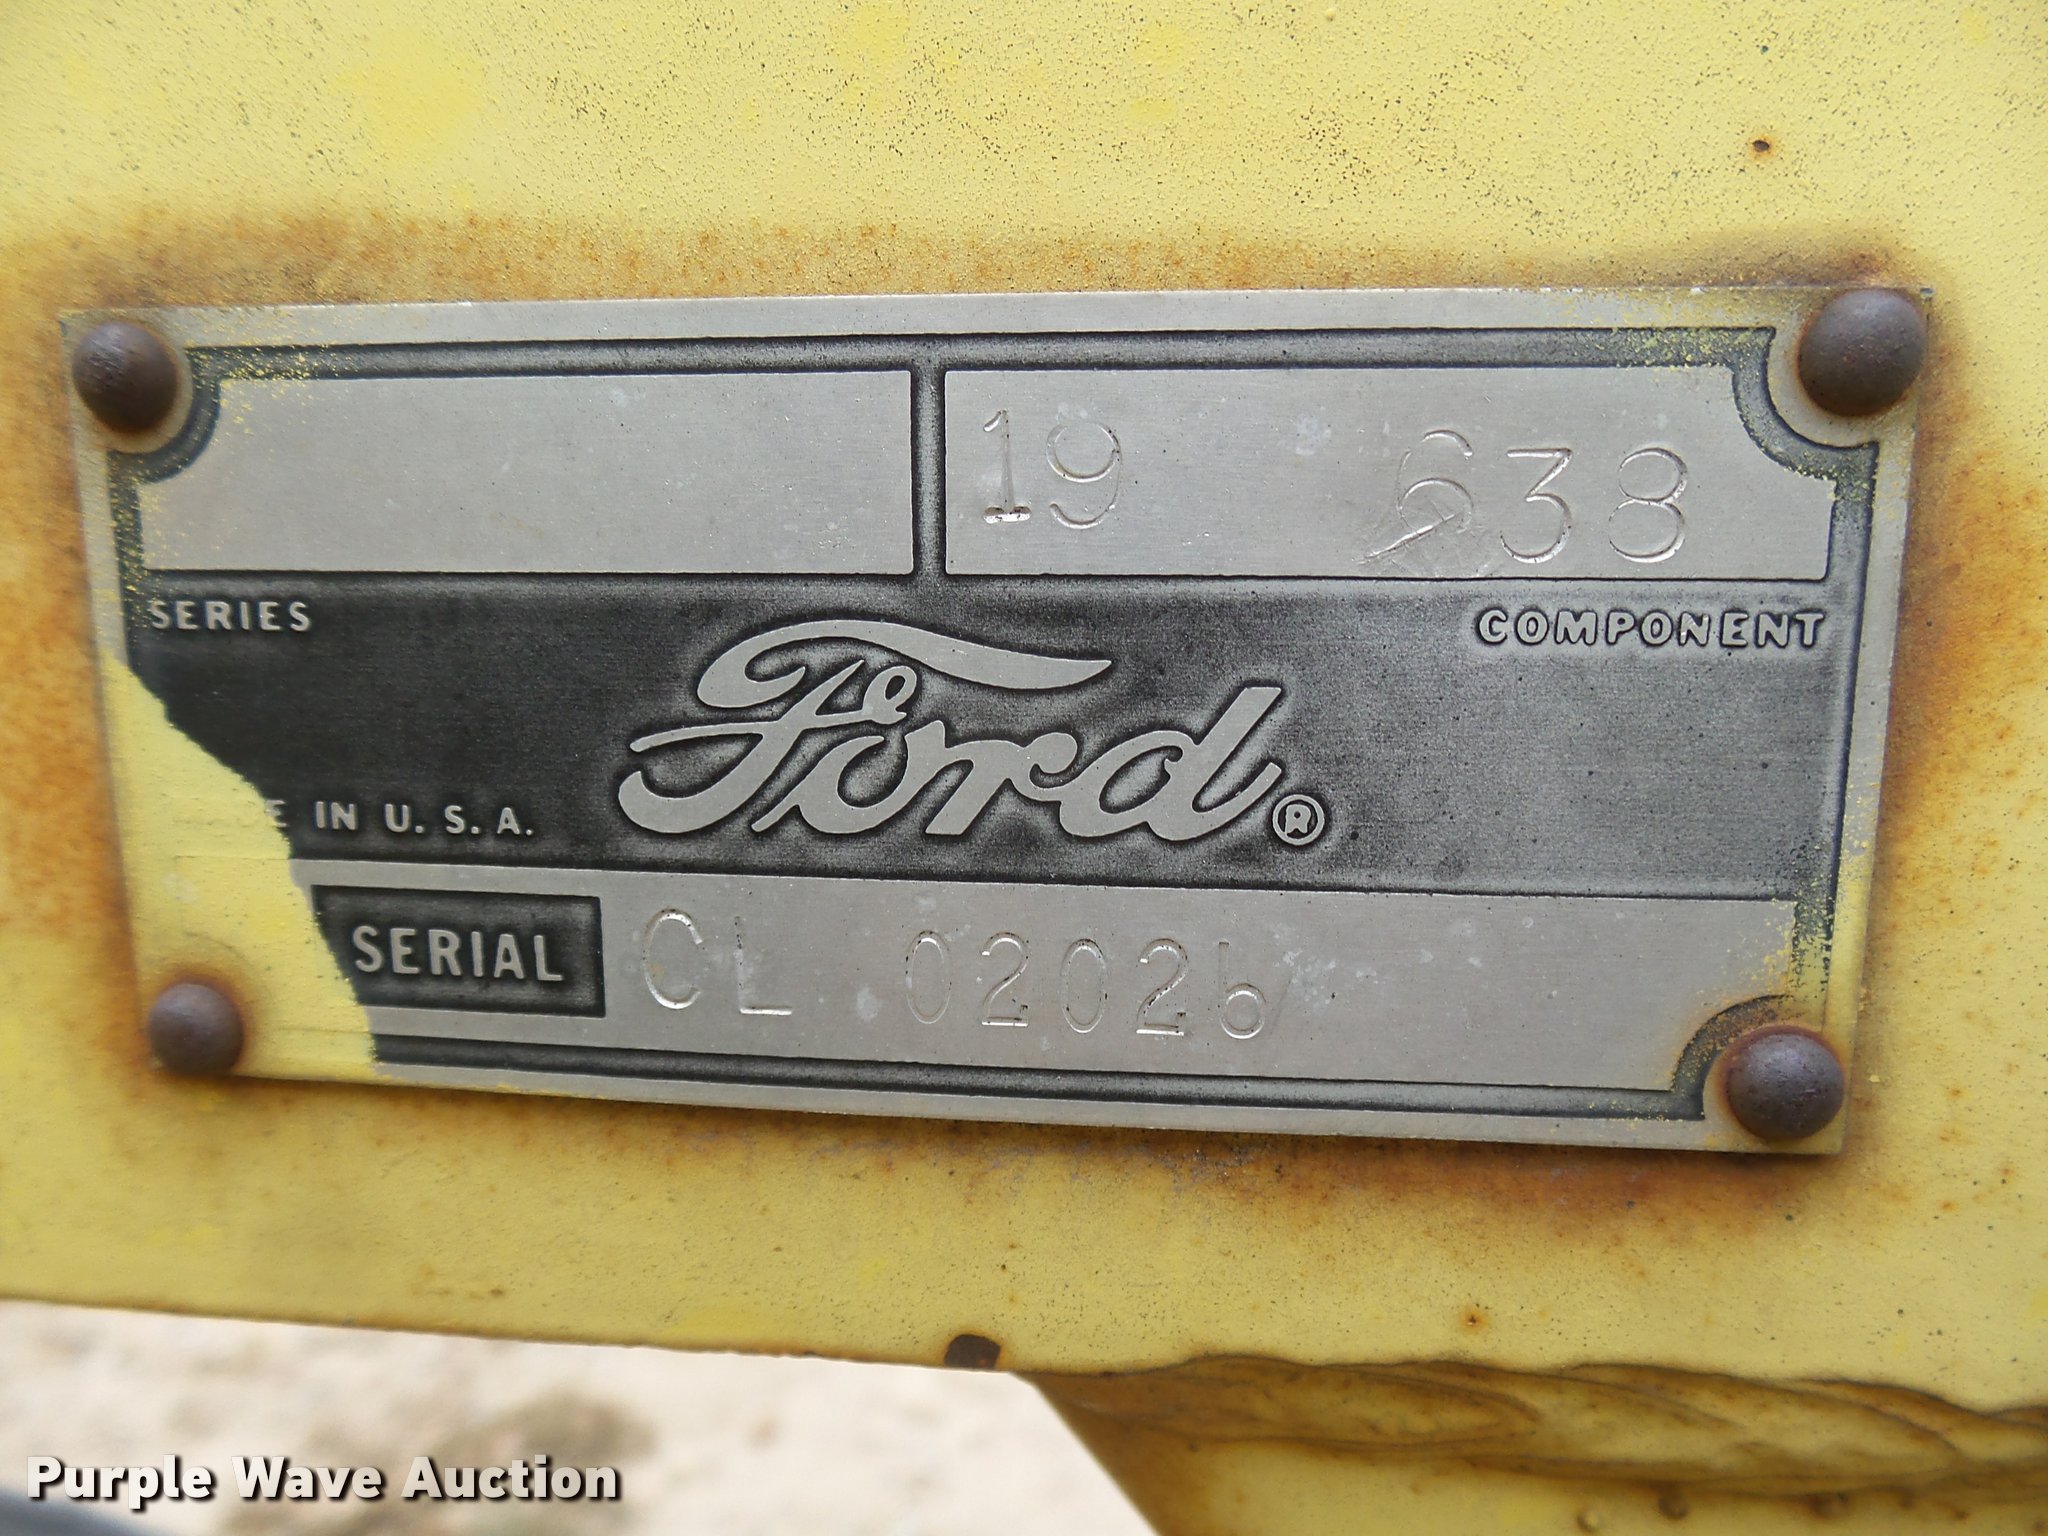 19 638
SERIES
COMPONENT
Ford®
E IN U.S.A.
SERIAL CL 02026
Purple Wave Auction